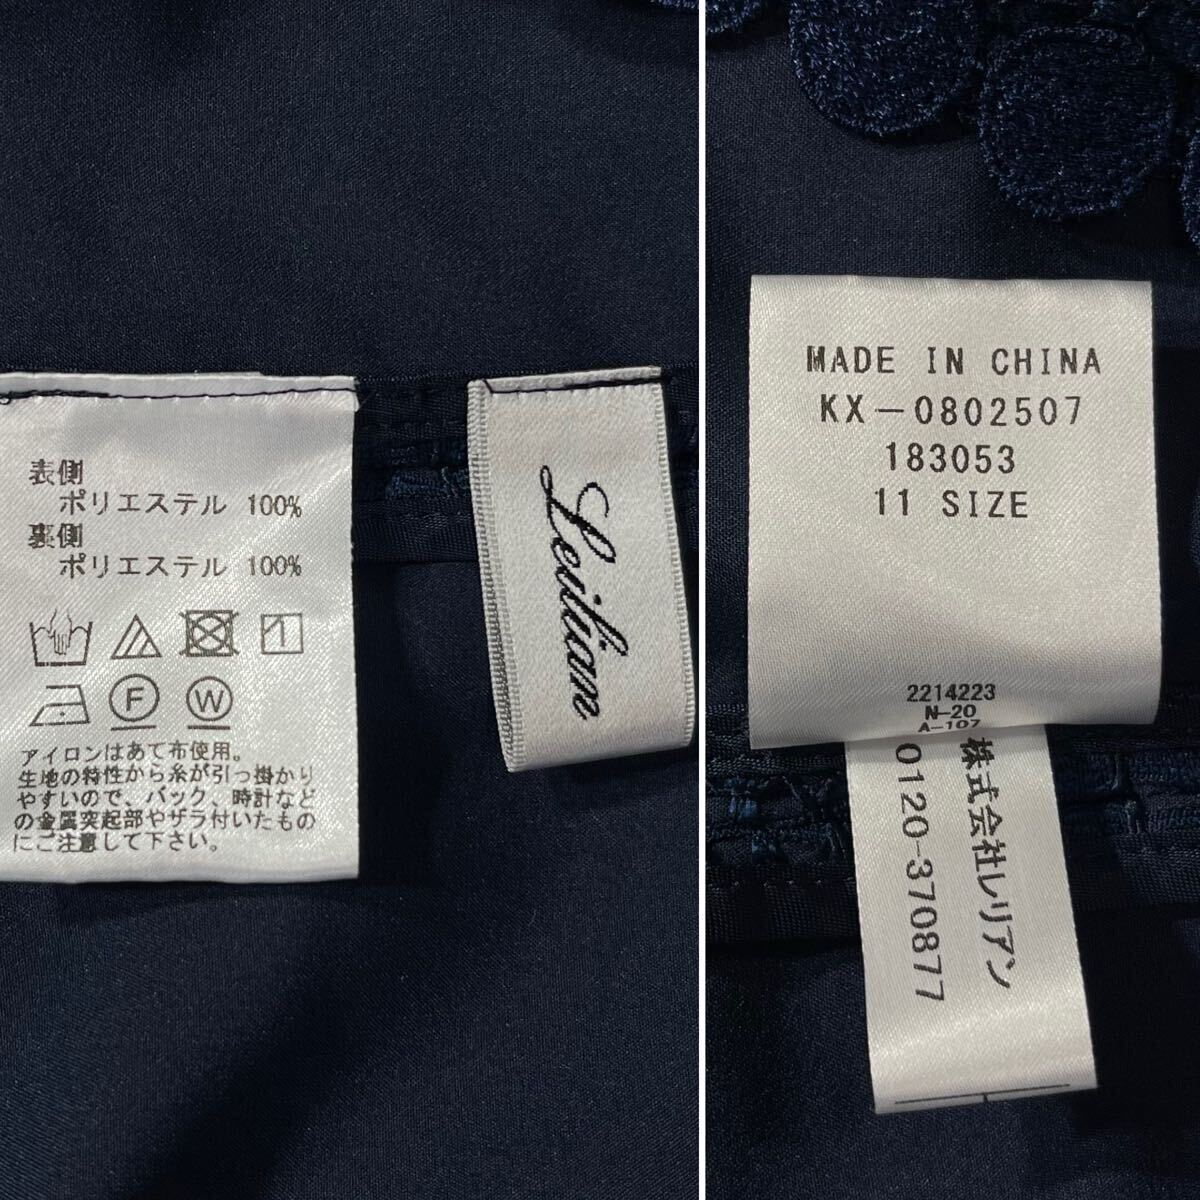 表側
ポリエステル 100%
裏側
ポリエステル 100%
1
F
W
アイロンはあて布使用。
生地の特性から糸が引っ掛かり
やすいので、バック、時計など
の金属突起部やザラ付いたもの
にご注意して下さい。
Leilian
MADE IN CHINA
KX-0802507
183053
11 SIZE
2214223
N-20
A-107
株式会社レリアン
0120-370877